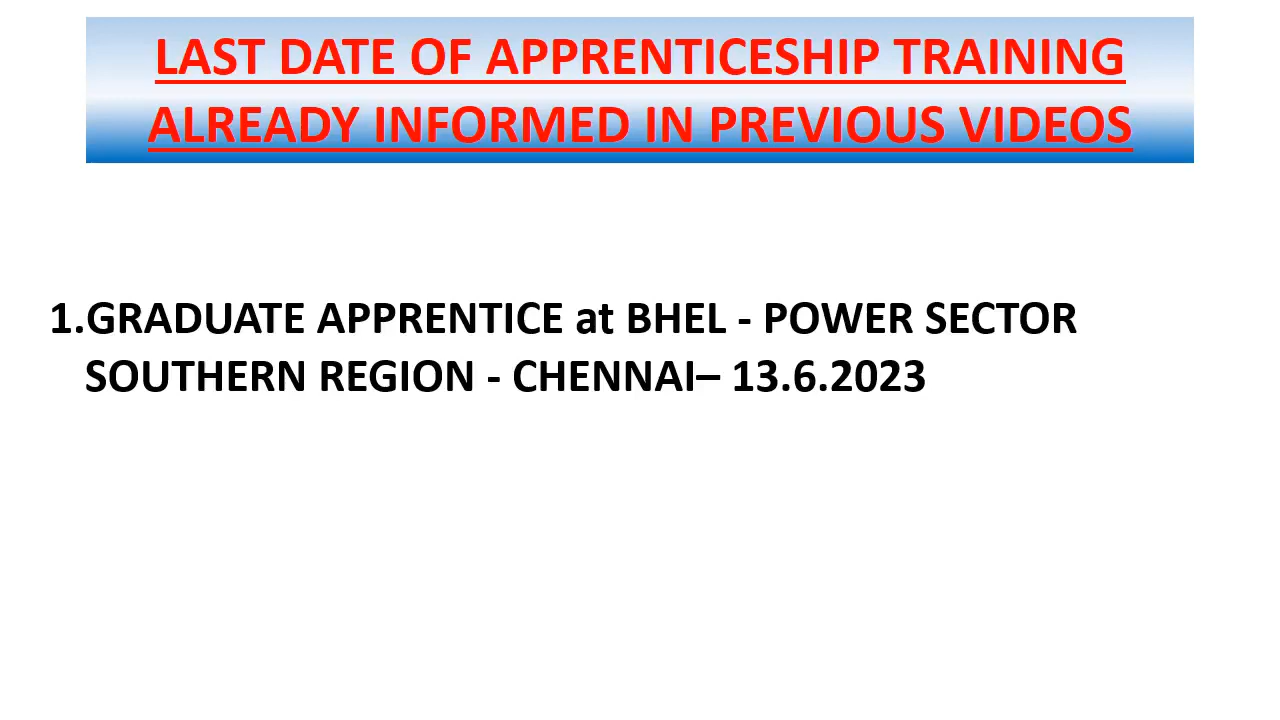 LAST DATE OF APPRENTICESHIP TRAINING
ALREADY INFORMED IN PREVIOUS VIDEOS
1.GRADUATE APPRENTICE at BHEL - POWER SECTOR
SOUTHERN REGION - CHENNAI– 13.6.2023